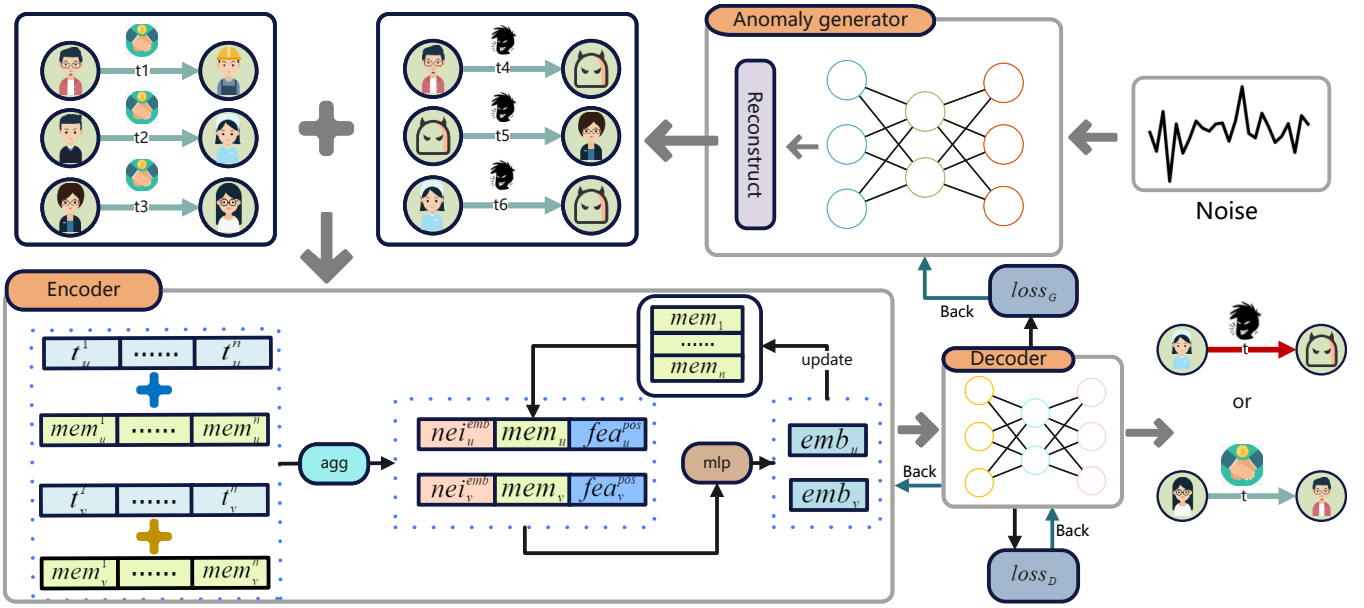 t1
t2
t3
t4
t5
t6
Anomaly generator
Reconstruct
Noise
Encoder
t_u^1 ...... t_u^n
mem_u^1 ...... mem_u^n
t_v^1 ...... t_v^n
mem_v^1 ...... mem_v^n
agg
mem_1
......
mem_n
nei_u^{emb} mem_u fea_u^{pos}
nei_v^{emb} mem_v fea_v^{pos}
mlp
update
emb_u
emb_v
Back
loss_G
Back
Decoder
Back
loss_D
t
or
t